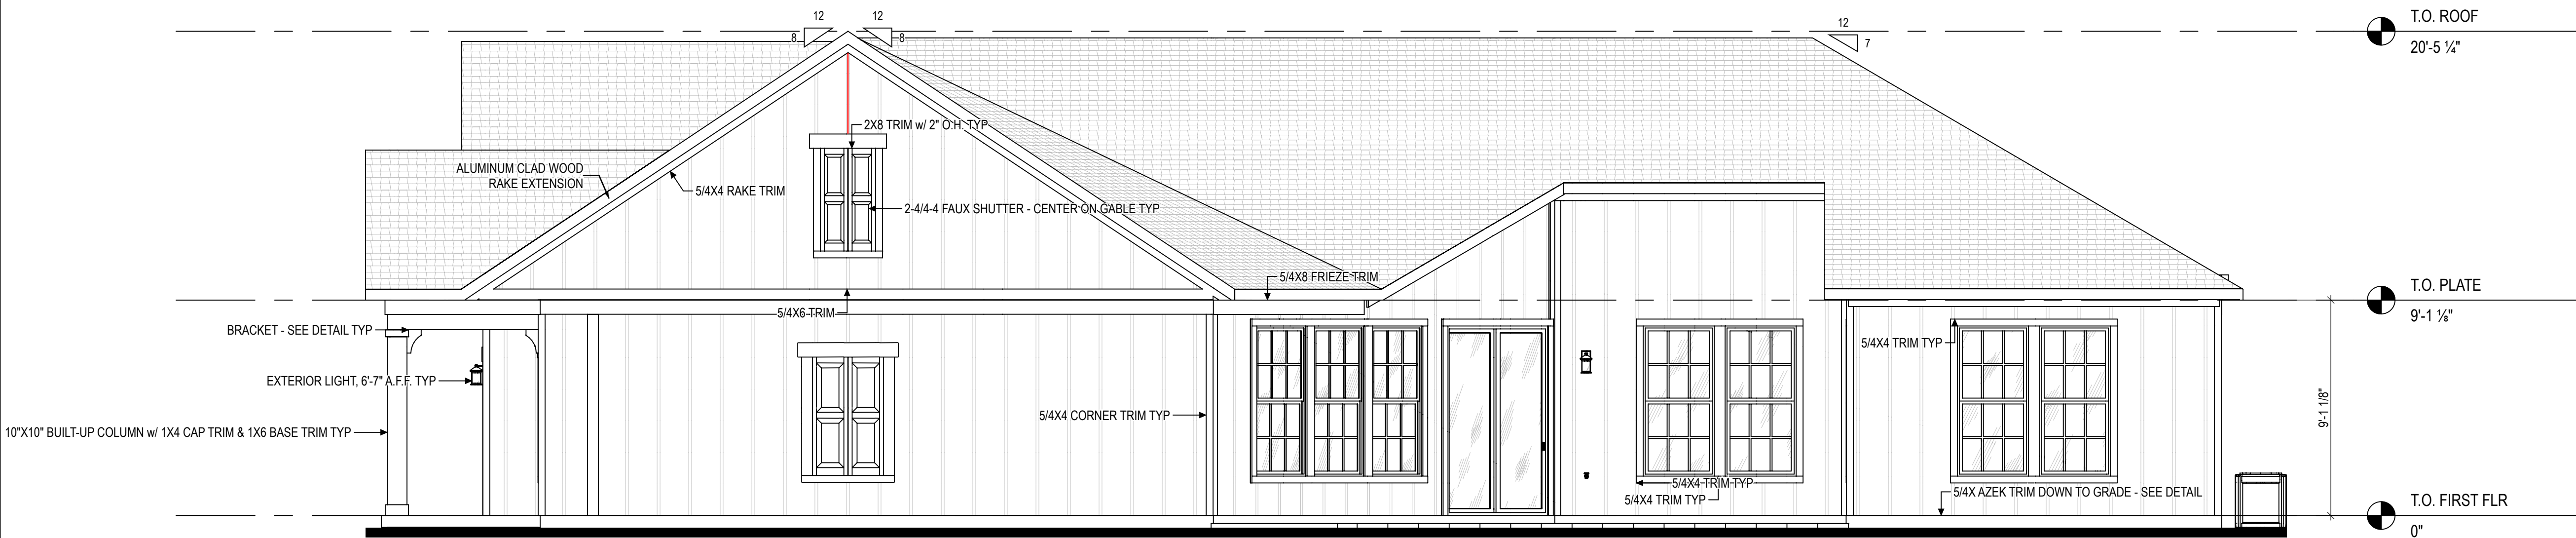 12
12
8
8
12
7
T.O. ROOF
20'-5 ¼"
2X8 TRIM w/ 2" O.H. TYP
ALUMINUM CLAD WOOD
RAKE EXTENSION
5/4X4 RAKE TRIM
2-4/4-4 FAUX SHUTTER - CENTER ON GABLE TYP
5/4X8 FRIEZE TRIM
T.O. PLATE
9'-1 ⅛"
5/4X6 TRIM
BRACKET - SEE DETAIL TYP
5/4X4 TRIM TYP
EXTERIOR LIGHT, 6'-7" A.F.F. TYP
5/4X4 CORNER TRIM TYP
9'-1 1/8"
10"X10" BUILT-UP COLUMN w/ 1X4 CAP TRIM & 1X6 BASE TRIM TYP
5/4X4 TRIM TYP
5/4X4 TRIM TYP
5/4X AZEK TRIM DOWN TO GRADE - SEE DETAIL
T.O. FIRST FLR
0"